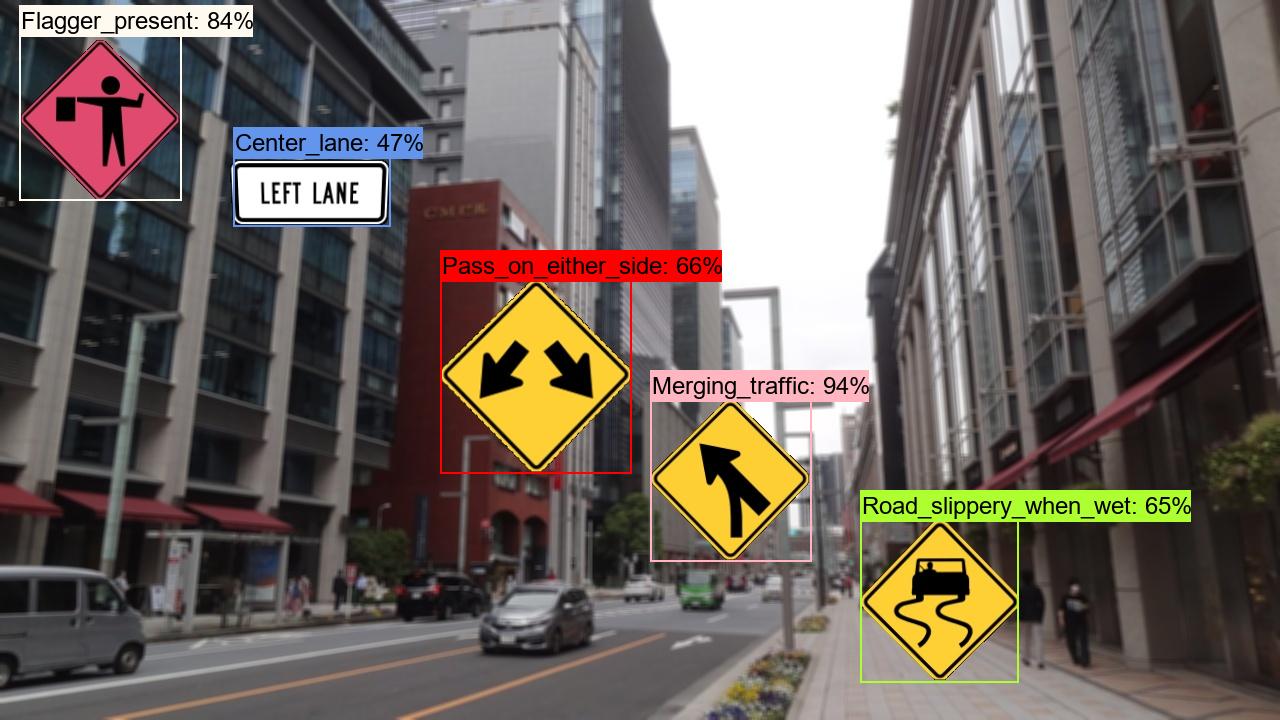 Flagger_present: 84%
Center_lane: 47%
LEFT LANE
Pass_on_either_side: 66%
Merging_traffic: 94%
Road_slippery_when_wet: 65%